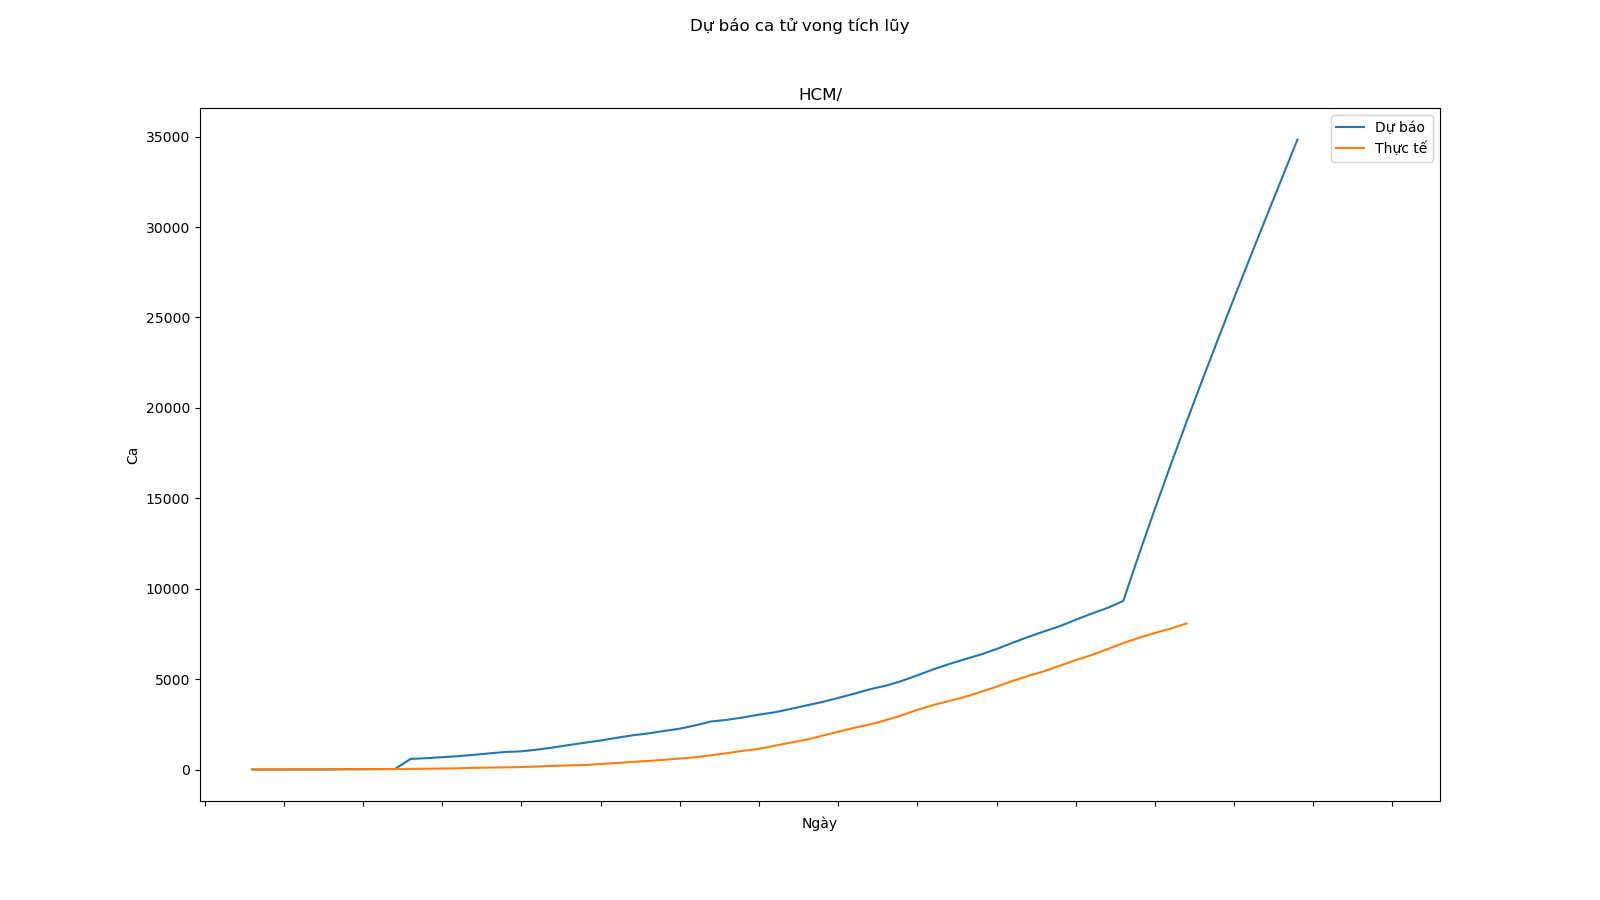 Dự báo ca tử vong tích lũy
HCM/
Dự báo
Thực tế
35000
30000
25000
20000
15000
10000
5000
0
Ca
Ngày